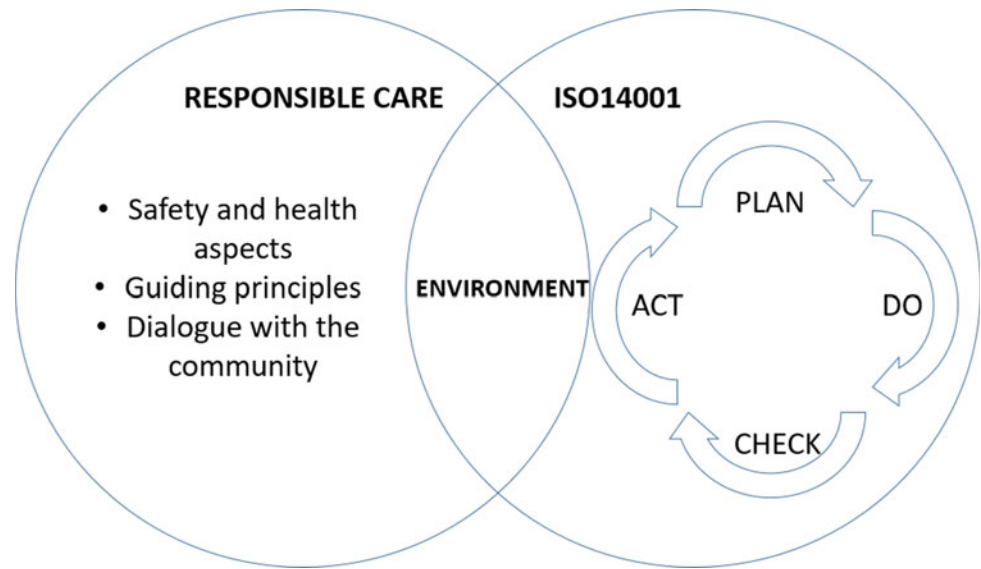 RESPONSIBLE CARE
• Safety and health
aspects
• Guiding principles
• Dialogue with the
community
ENVIRONMENT
ISO14001
PLAN
DO
CHECK
ACT